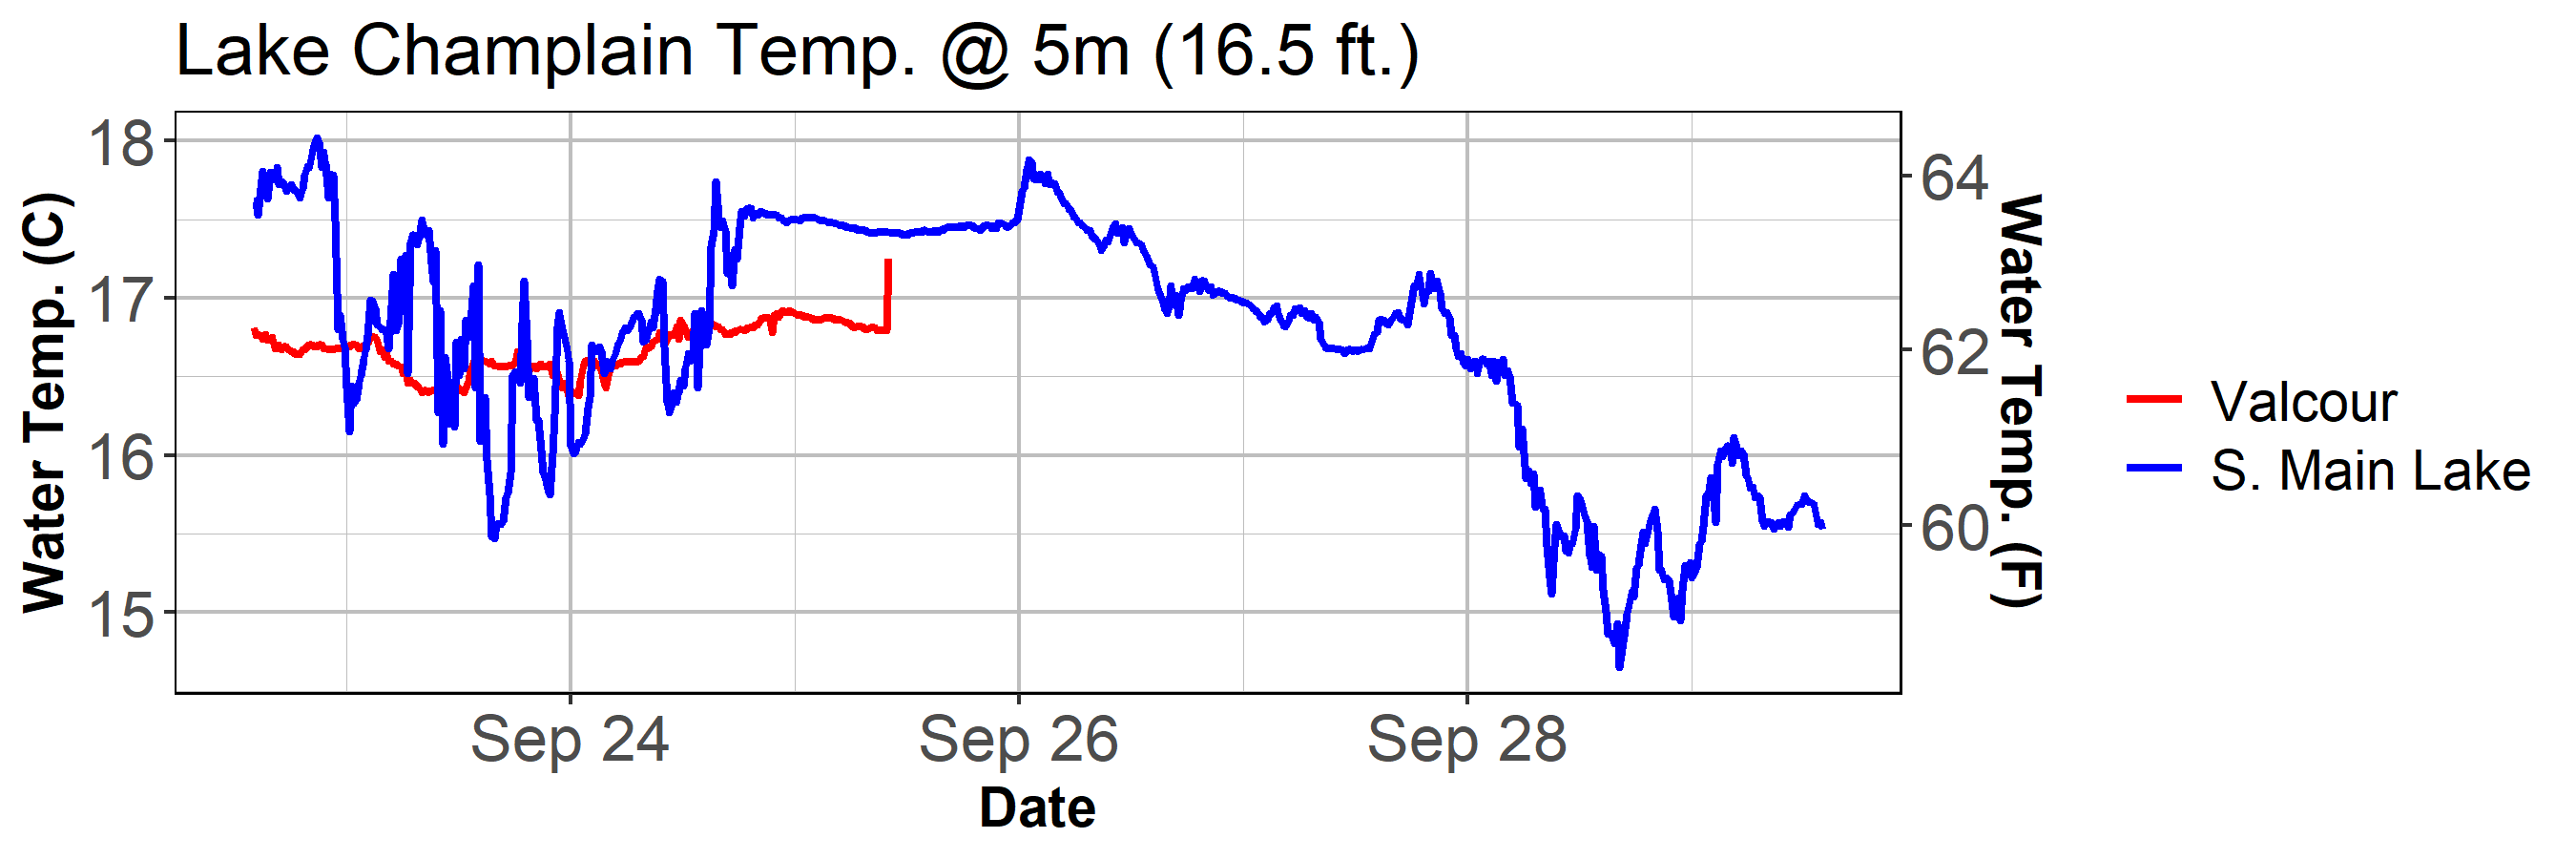 Lake Champlain Temp. @ 5m (16.5 ft.)
18
17
16
15
Water Temp. (C)
64
62
60
Water Temp. (F)
Sep 24
Sep 26
Sep 28
Date
Valcour
S. Main Lake